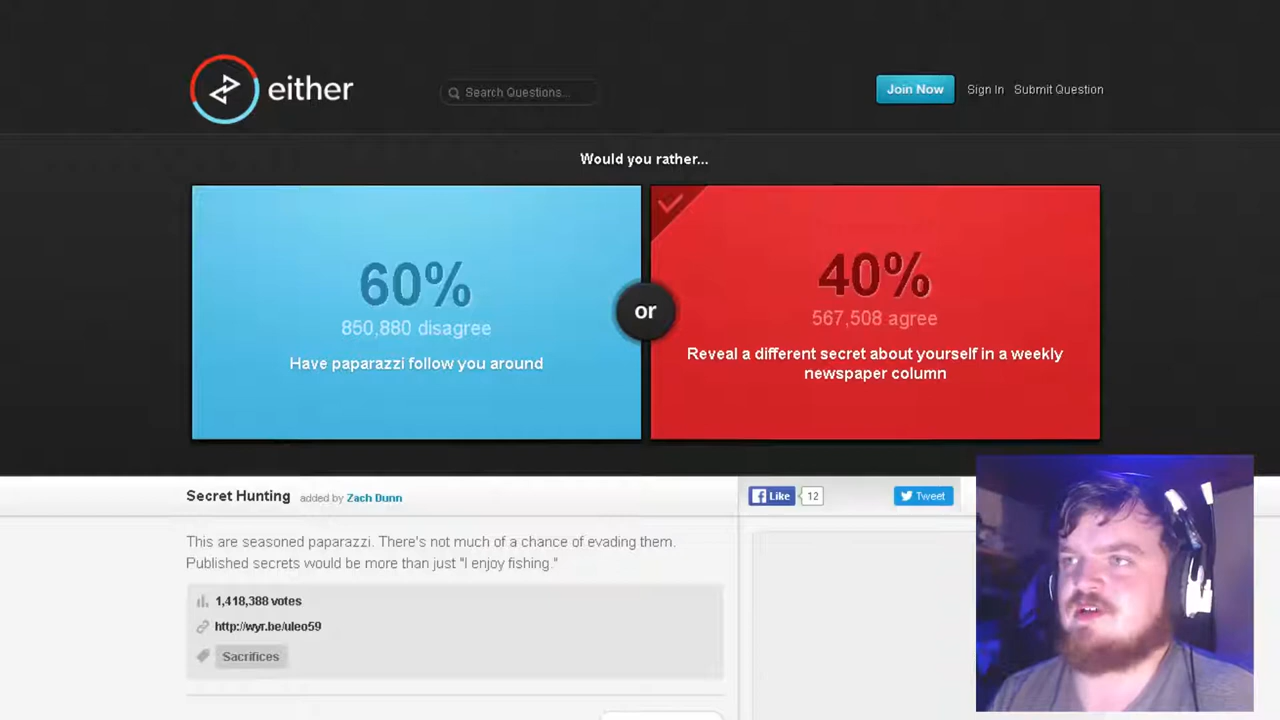 either
Search Questions...
Join Now
Sign In
Submit Question
Would you rather...
60%
850,880 disagree
Have paparazzi follow you around
or
40%
567,508 agree
Reveal a different secret about yourself in a weekly
newspaper column
Secret Hunting
added by Zach Dunn
Like
12
Tweet
This are seasoned paparazzi. There's not much of a chance of evading them.
Published secrets would be more than just "I enjoy fishing."
1,418,388 votes
http://wyr.be/uleo59
Sacrifices